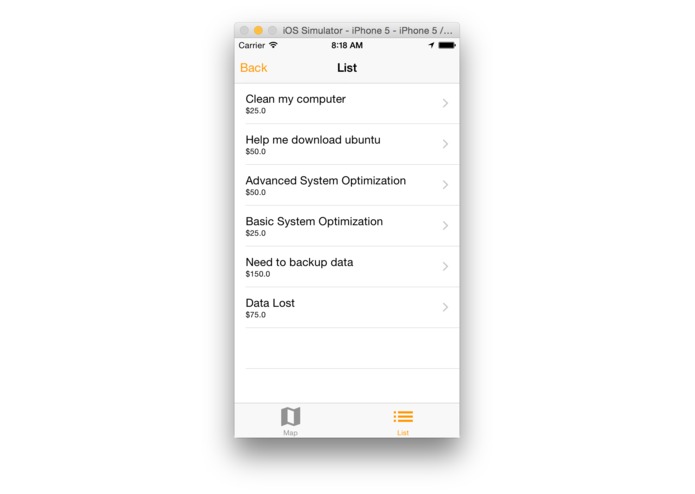 iOS Simulator - iPhone 5 - iPhone 5 /...
Carrier 8:18 AM
Back List
Clean my computer
$25.0
Help me download ubuntu
$50.0
Advanced System Optimization
$50.0
Basic System Optimization
$25.0
Need to backup data
$150.0
Data Lost
$75.0
Map List